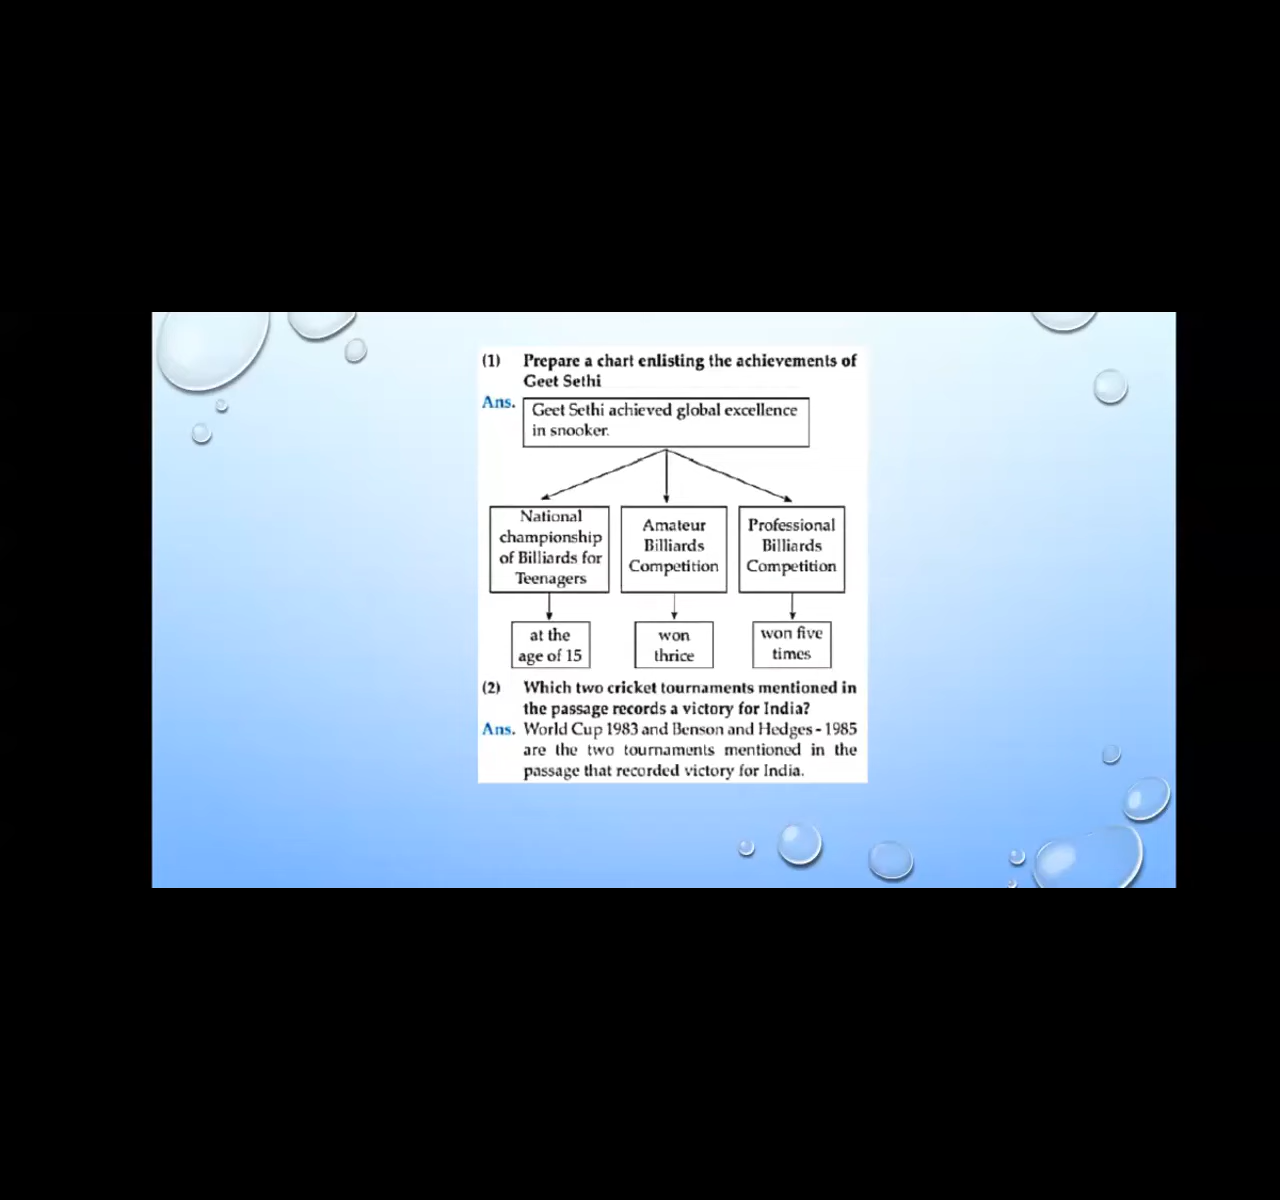 (1) Prepare a chart enlisting the achievements of
Geet Sethi
Ans. Geet Sethi achieved global excellence
in snooker.
National
championship
of Billiards for
Teenagers
Amateur
Billiards
Competition
Professional
Billiards
Competition
at the
age of 15
won
thrice
won five
times
(2) Which two cricket tournaments mentioned in
the passage records a victory for India?
Ans. World Cup 1983 and Benson and Hedges - 1985
are the two tournaments mentioned in the
passage that recorded victory for India.